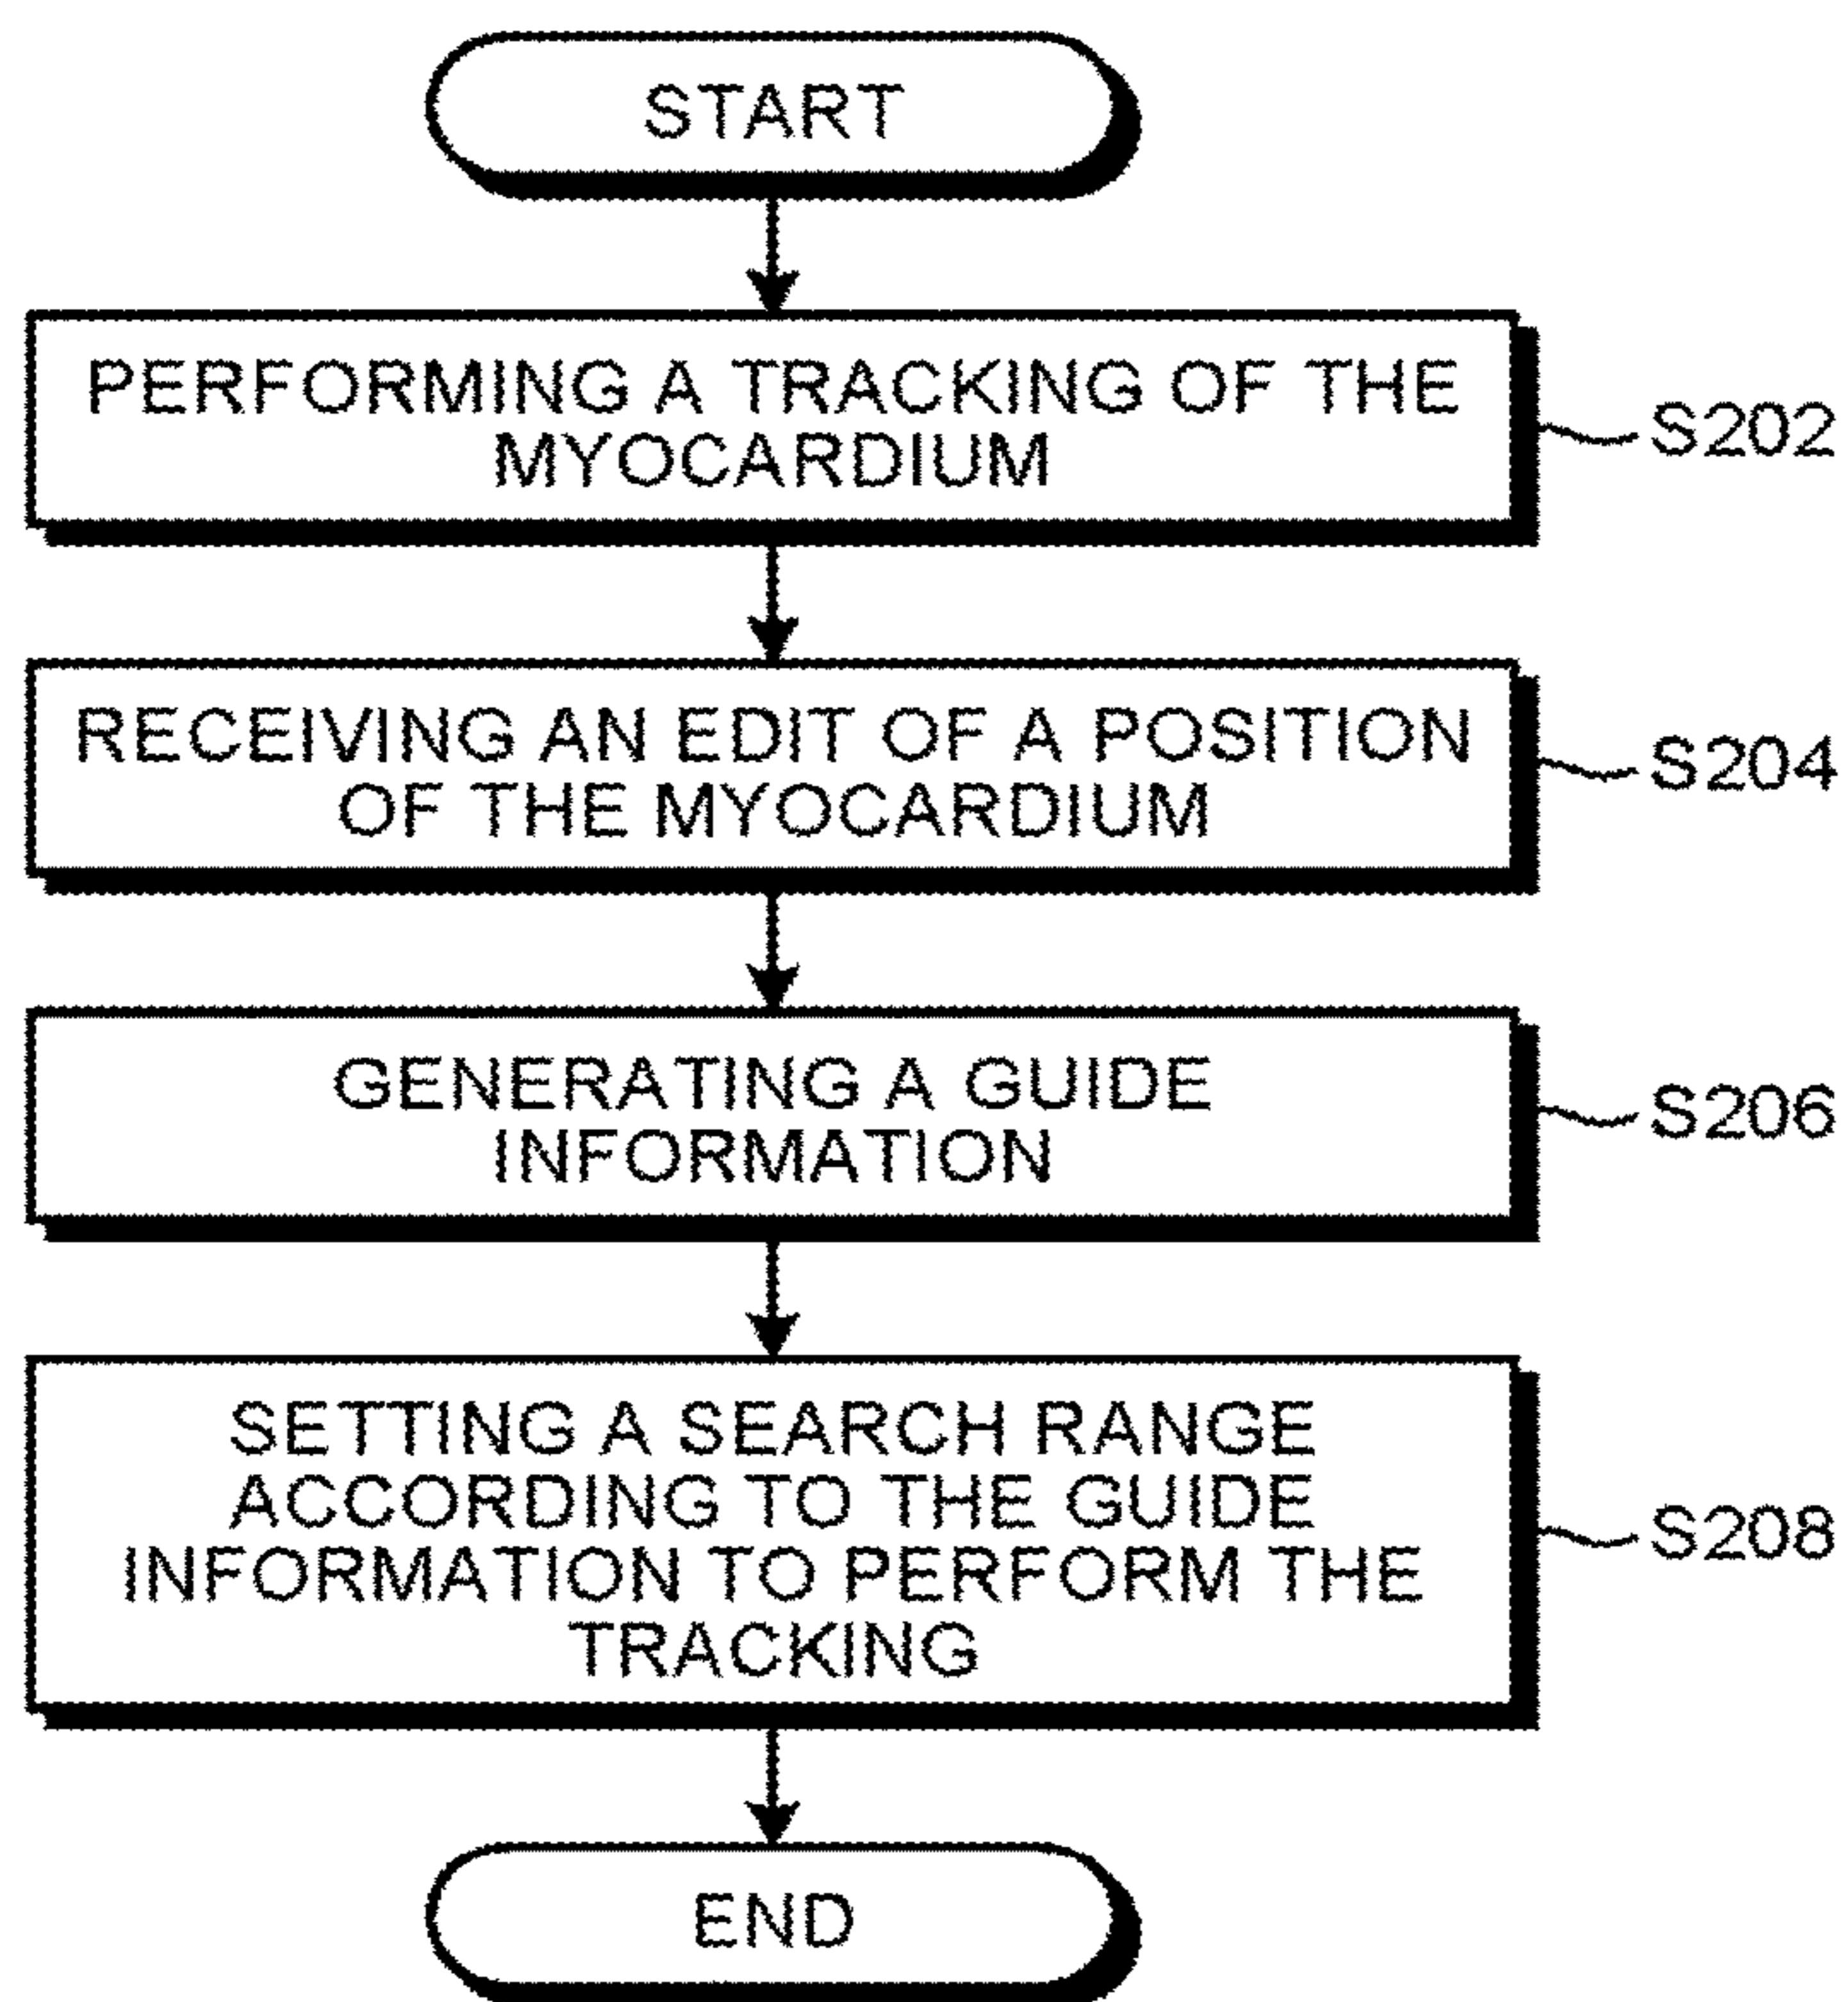 START
PERFORMING A TRACKING OF THE
MYOCARDIUM
S202
RECEIVING AN EDIT OF A POSITION
OF THE MYOCARDIUM
S204
GENERATING A GUIDE
INFORMATION
S206
SETTING A SEARCH RANGE
ACCORDING TO THE GUIDE
INFORMATION TO PERFORM THE
TRACKING
S208
END